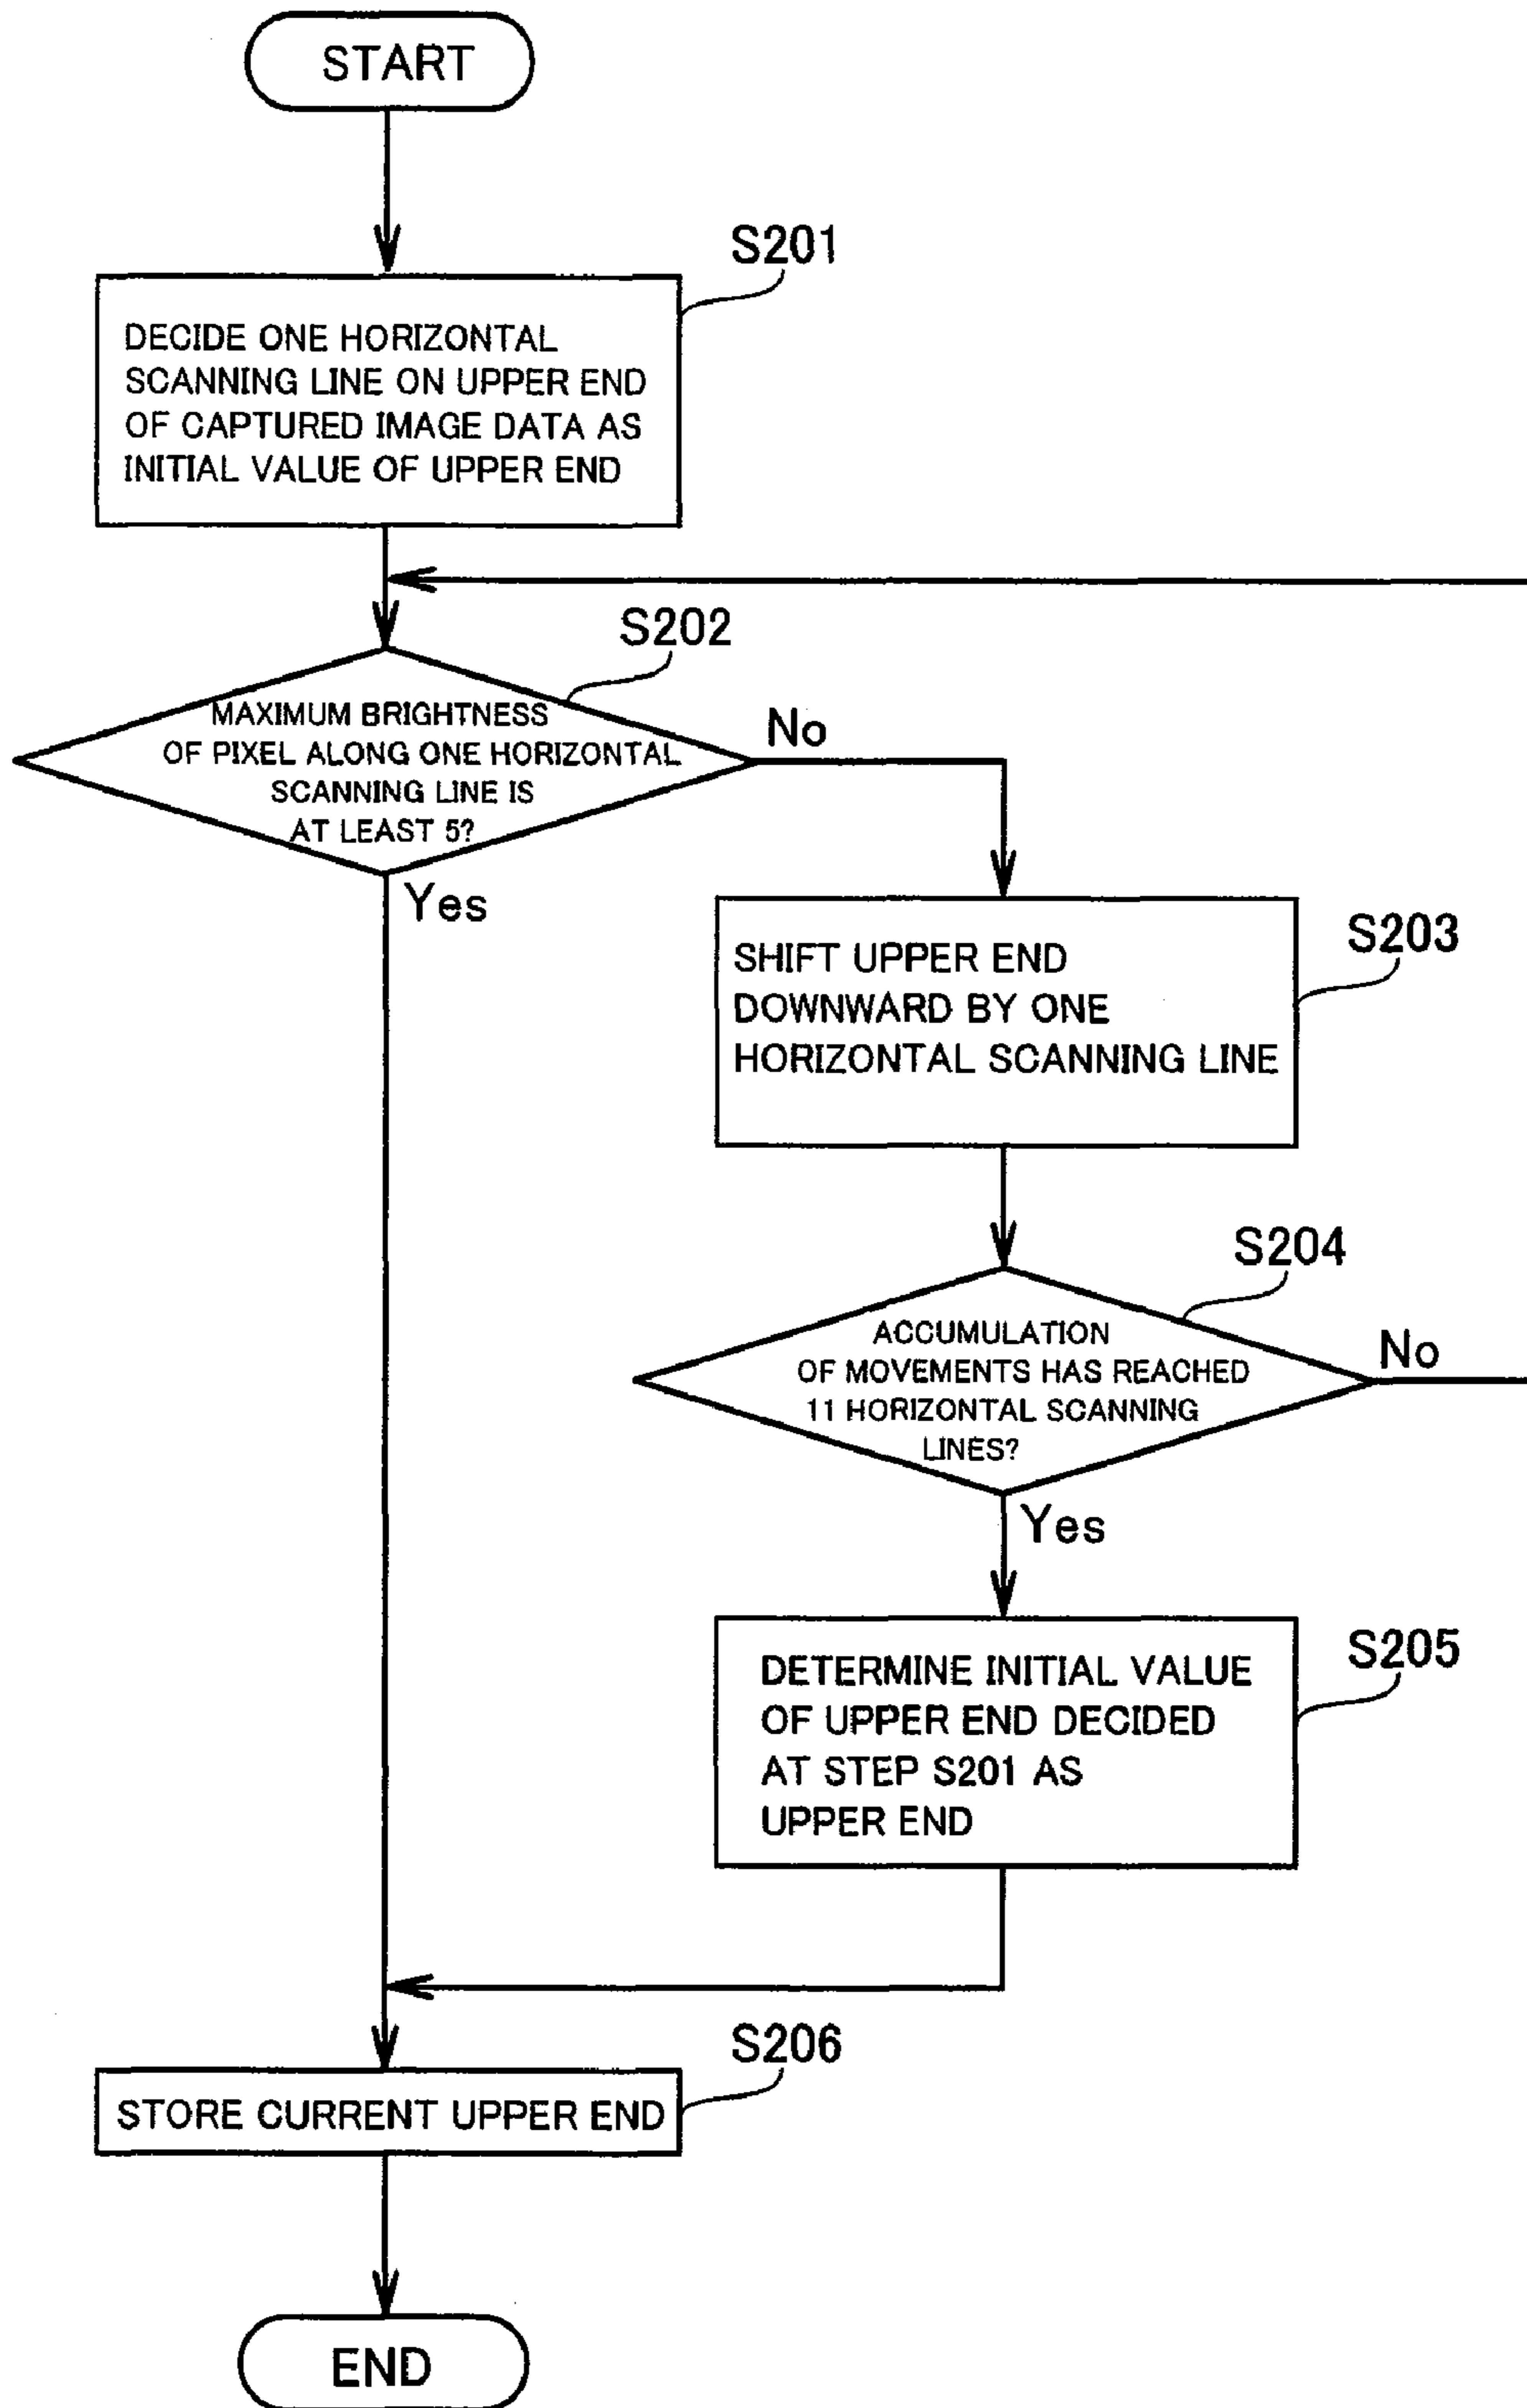 START
S201
DECIDE ONE HORIZONTAL
SCANNING LINE ON UPPER END
OF CAPTURED IMAGE DATA AS
INITIAL VALUE OF UPPER END
S202
MAXIMUM BRIGHTNESS
OF PIXEL ALONG ONE HORIZONTAL
SCANNING LINE IS
AT LEAST 5?
No
Yes
S203
SHIFT UPPER END
DOWNWARD BY ONE
HORIZONTAL SCANNING LINE
S204
ACCUMULATION
OF MOVEMENTS HAS REACHED
11 HORIZONTAL SCANNING
LINES?
No
Yes
S205
DETERMINE INITIAL VALUE
OF UPPER END DECIDED
AT STEP S201 AS
UPPER END
S206
STORE CURRENT UPPER END
END